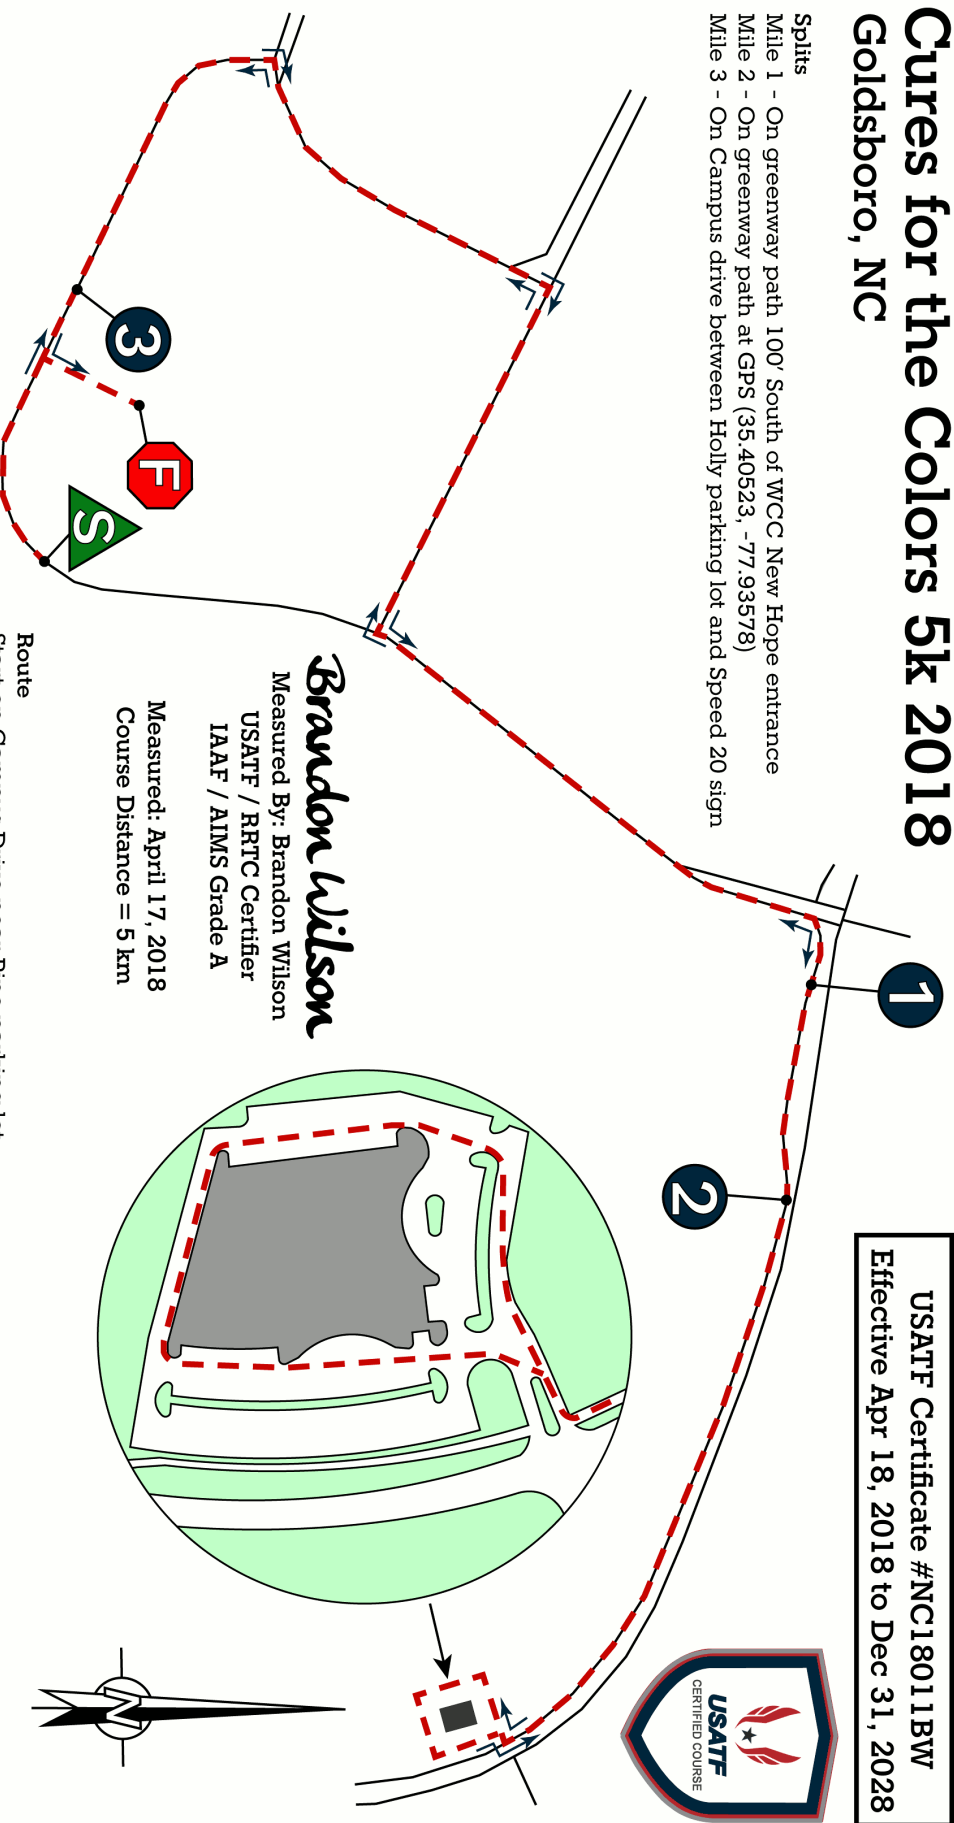 Cures for the Colors 5k 2018
Goldsboro, NC
Splits
Mile 1 - On greenway path 100' South of WCC New Hope entrance
Mile 2 - On greenway path at GPS (35.40523, -77.93578)
Mile 3 - On Campus drive between Holly parking lot and Speed 20 sign
USATF Certificate #NC18011BW
Effective Apr 18, 2018 to Dec 31, 2028
1
2
3
F
S
USATF
CERTIFIED COURSE
Brandon Wilson
Measured By: Brandon Wilson
USATF / RRTC Certifier
IAAF / AIMS Grade A
Measured: April 17, 2018
Course Distance = 5 km
N
Route